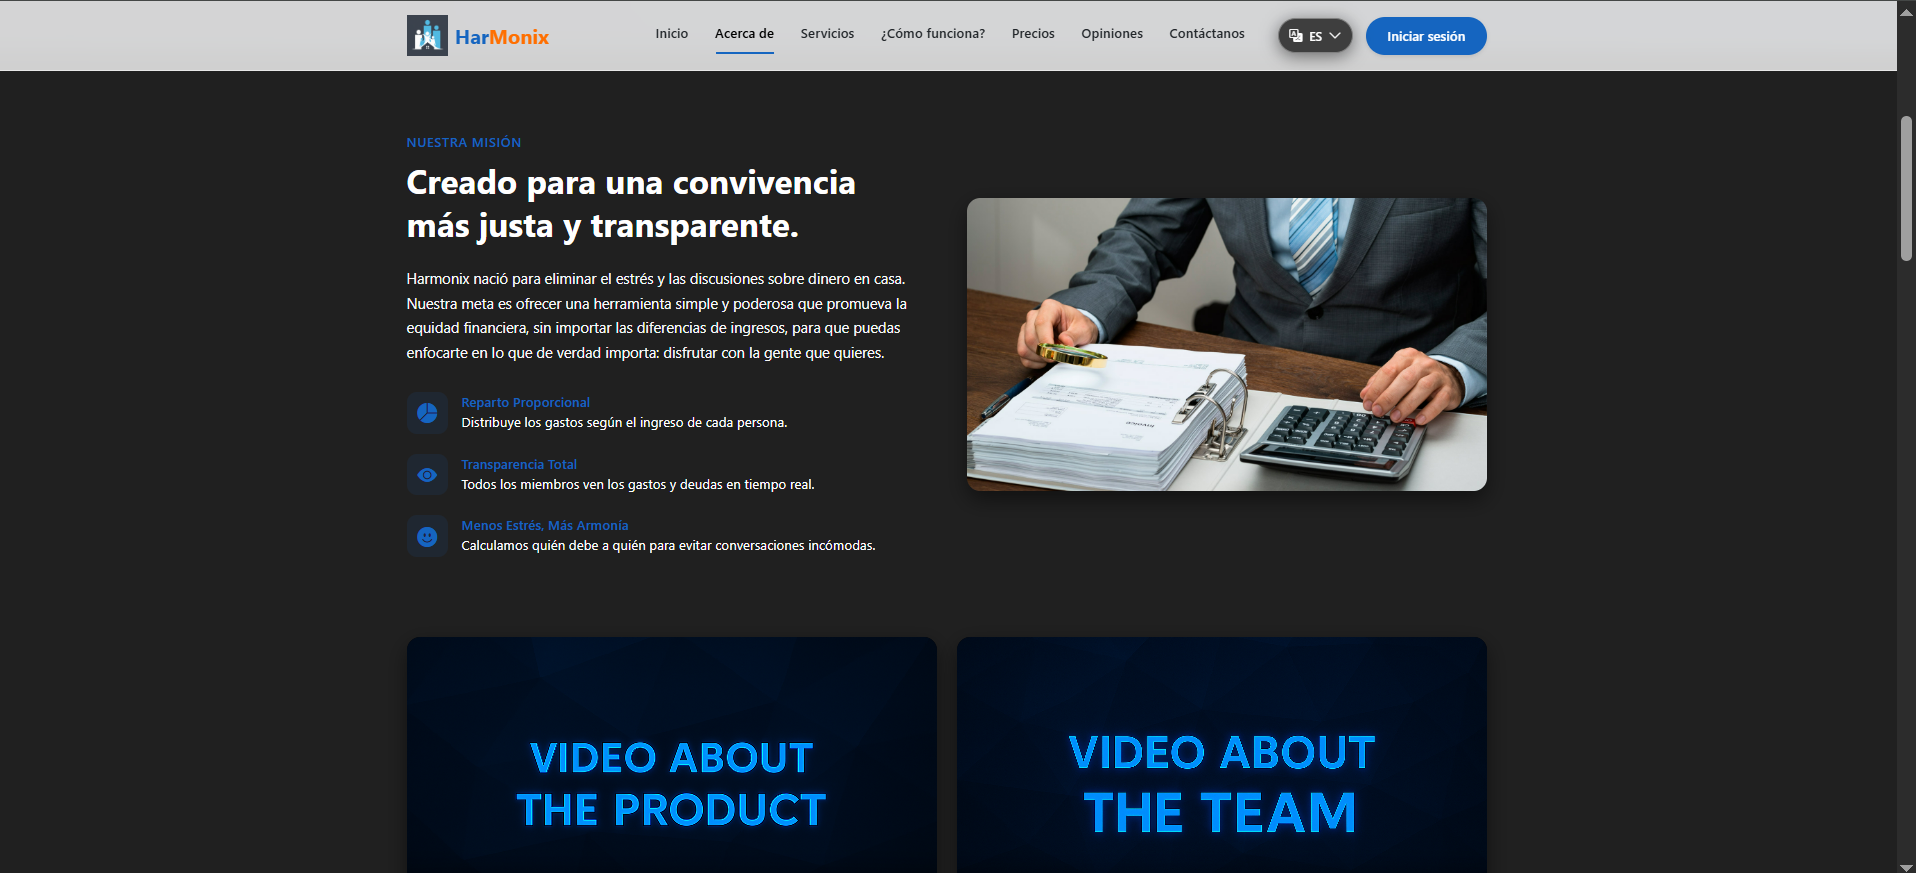 HarMonix
Inicio
Acerca de
Servicios
¿Cómo funciona?
Precios
Opiniones
Contáctanos
ES
Iniciar sesión
NUESTRA MISIÓN
Creado para una convivencia
más justa y transparente.
Harmonix nació para eliminar el estrés y las discusiones sobre dinero en casa.
Nuestra meta es ofrecer una herramienta simple y poderosa que promueva la
equidad financiera, sin importar las diferencias de ingresos, para que puedas
enfocarte en lo que de verdad importa: disfrutar con la gente que quieres.
Reparto Proporcional
Distribuye los gastos según el ingreso de cada persona.
Transparencia Total
Todos los miembros ven los gastos y deudas en tiempo real.
Menos Estrés, Más Armonía
Calculamos quién debe a quién para evitar conversaciones incómodas.
INVOICE
VIDEO ABOUT
THE PRODUCT
VIDEO ABOUT
THE TEAM